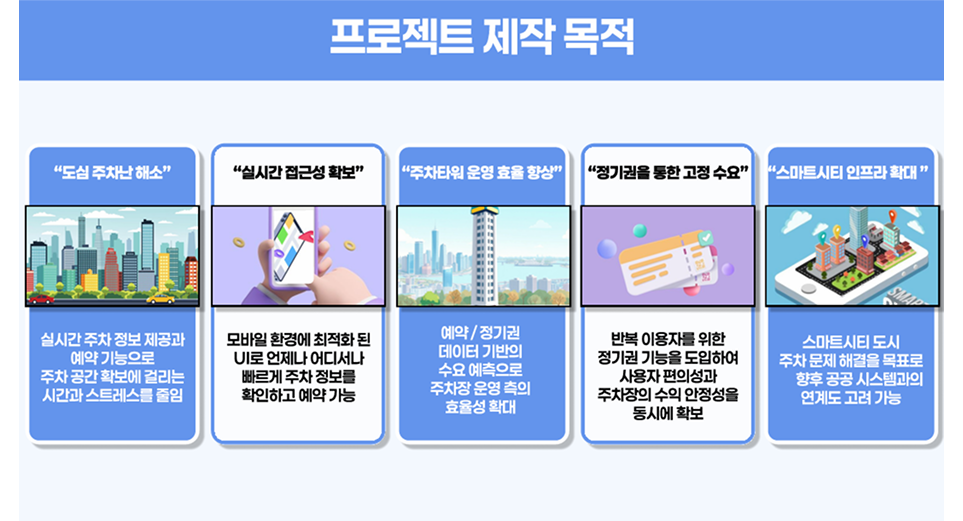 프로젝트 제작 목적
“도심 주차난 해소”
실시간 주차 정보 제공과
예약 기능으로
주차 공간 확보에 걸리는
시간과 스트레스를 줄임
“실시간 접근성 확보”
모바일 환경에 최적화 된
UI로 언제나 어디서나
빠르게 주차 정보를
확인하고 예약 가능
“주차타워 운영 효율 향상”
예약 / 정기권
데이터 기반의
수요 예측으로
주차장 운영 측의
효율성 확대
“정기권을 통한 고정 수요”
반복 이용자를 위한
정기권 기능을 도입하여
사용자 편의성과
주차장의 수익 안정성을
동시에 확보
“스마트시티 인프라 확대 ”
SMART
스마트시티 도시
주차 문제 해결을 목표로
향후 공공 시스템과의
연계도 고려 가능